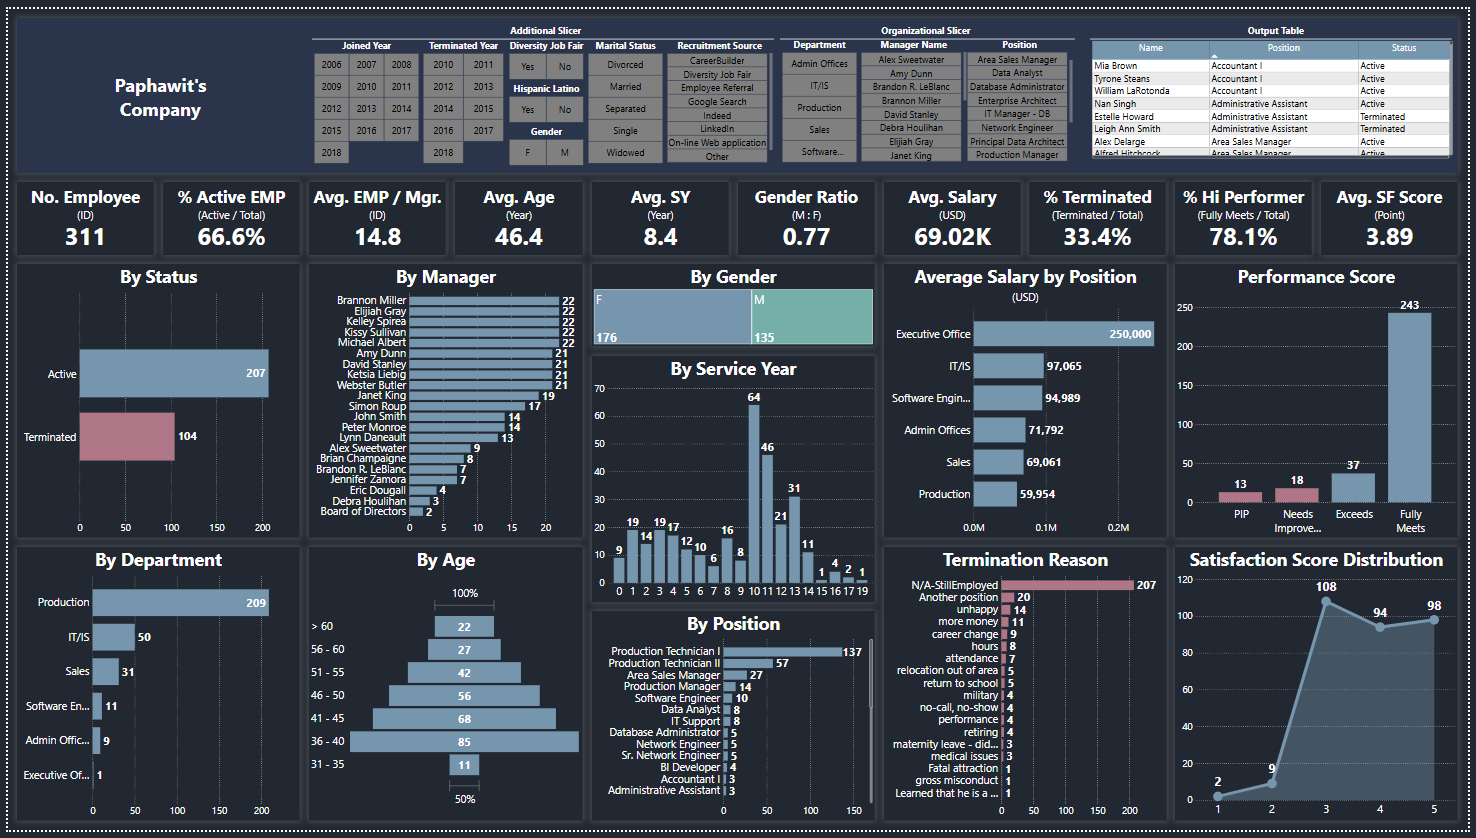 Paphawit's
Company
Additional Slicer
Joined Year
2006 2007 2008
2009 2010 2011
2012 2013 2014
2015 2016 2017
2018
Terminated Year
2010 2011
2012 2013
2014 2015
2016 2017
2018
Diversity Job Fair
Yes No
Hispanic Latino
Yes No
Gender
F M
Marital Status
Divorced
Married
Separated
Single
Widowed
Recruitment Source
CareerBuilder
Diversity Job Fair
Employee Referral
Google Search
Indeed
LinkedIn
On-line Web application
Other
Organizational Slicer
Department
Admin Offices
IT/IS
Production
Sales
Software...
Manager Name
Alex Sweetwater
Amy Dunn
Brandon R. LeBlanc
Brannon Miller
David Stanley
Debra Houlihan
Elijiah Gray
Janet King
Position
Area Sales Manager
Data Analyst
Database Administrator
Enterprise Architect
IT Manager - DB
Network Engineer
Principal Data Architect
Production Manager
Output Table
Name Position Status
Mia Brown Accountant I Active
Tyrone Steans Accountant I Active
William LaRotonda Accountant I Active
Nan Singh Administrative Assistant Active
Estelle Howard Administrative Assistant Terminated
Leigh Ann Smith Administrative Assistant Terminated
Alex Delarge Area Sales Manager Active
Alfred Hitchcock Area Sales Manager Active
No. Employee
(ID)
311
% Active EMP
(Active / Total)
66.6%
Avg. EMP / Mgr.
(ID)
14.8
Avg. Age
(Year)
46.4
Avg. SY
(Year)
8.4
Gender Ratio
(M : F)
0.77
Avg. Salary
(USD)
69.02K
% Terminated
(Terminated / Total)
33.4%
% Hi Performer
(Fully Meets / Total)
78.1%
Avg. SF Score
(Point)
3.89
By Status
Active 207
Terminated 104
0 50 100 150 200
By Manager
Brannon Miller 22
Elijiah Gray 22
Kelley Spirea 22
Kissy Sullivan 22
Michael Albert 22
Amy Dunn 21
David Stanley 21
Ketsia Liebig 21
Webster Butler 21
Janet King 19
Simon Roup 17
John Smith 14
Peter Monroe 14
Lynn Daneault 13
Alex Sweetwater 9
Brian Champaigne 8
Brandon R. LeBlanc 7
Jennifer Zamora 7
Eric Dougall 4
Debra Houlihan 3
Board of Directors 2
0 5 10 15 20
By Gender
F M
176 135
By Service Year
70
60
50
40
30
20
10
0
9 19 14 19 17 12 10 6 16 8 64 46 21 31 11 1 4 2 1
0 1 2 3 4 5 6 7 8 9 10 11 12 13 14 15 16 17 19
Average Salary by Position
(USD)
Executive Office 250,000
IT/IS 97,065
Software Engin... 94,989
Admin Offices 71,792
Sales 69,061
Production 59,954
0.0M 0.1M 0.2M
Performance Score
250
200
150
100
50
0
13 18 37 243
PIP Needs Exceeds Fully
Improve... Meets
By Department
Production 209
IT/IS 50
Sales 31
Software En... 11
Admin Offic... 9
Executive Of... 1
0 50 100 150 200
By Age
100%
> 60 22
56 - 60 27
51 - 55 42
46 - 50 56
41 - 45 68
36 - 40 85
31 - 35 11
50%
By Position
Production Technician I 137
Production Technician II 57
Area Sales Manager 27
Production Manager 14
Software Engineer 10
Data Analyst 8
IT Support 8
Database Administrator 5
Network Engineer 5
Sr. Network Engineer 5
BI Developer 4
Accountant I 3
Administrative Assistant 3
0 50 100 150
Termination Reason
N/A-StillEmployed 207
Another position 20
unhappy 14
more money 11
career change 9
hours 8
attendance 7
relocation out of area 5
return to school 5
military 4
no-call, no-show 4
performance 4
retiring 4
maternity leave - did... 3
medical issues 3
Fatal attraction 1
gross misconduct 1
Learned that he is a ... 1
0 50 100 150 200
Satisfaction Score Distribution
120
100
80
60
40
20
0
2 9 108 94 98
1 2 3 4 5